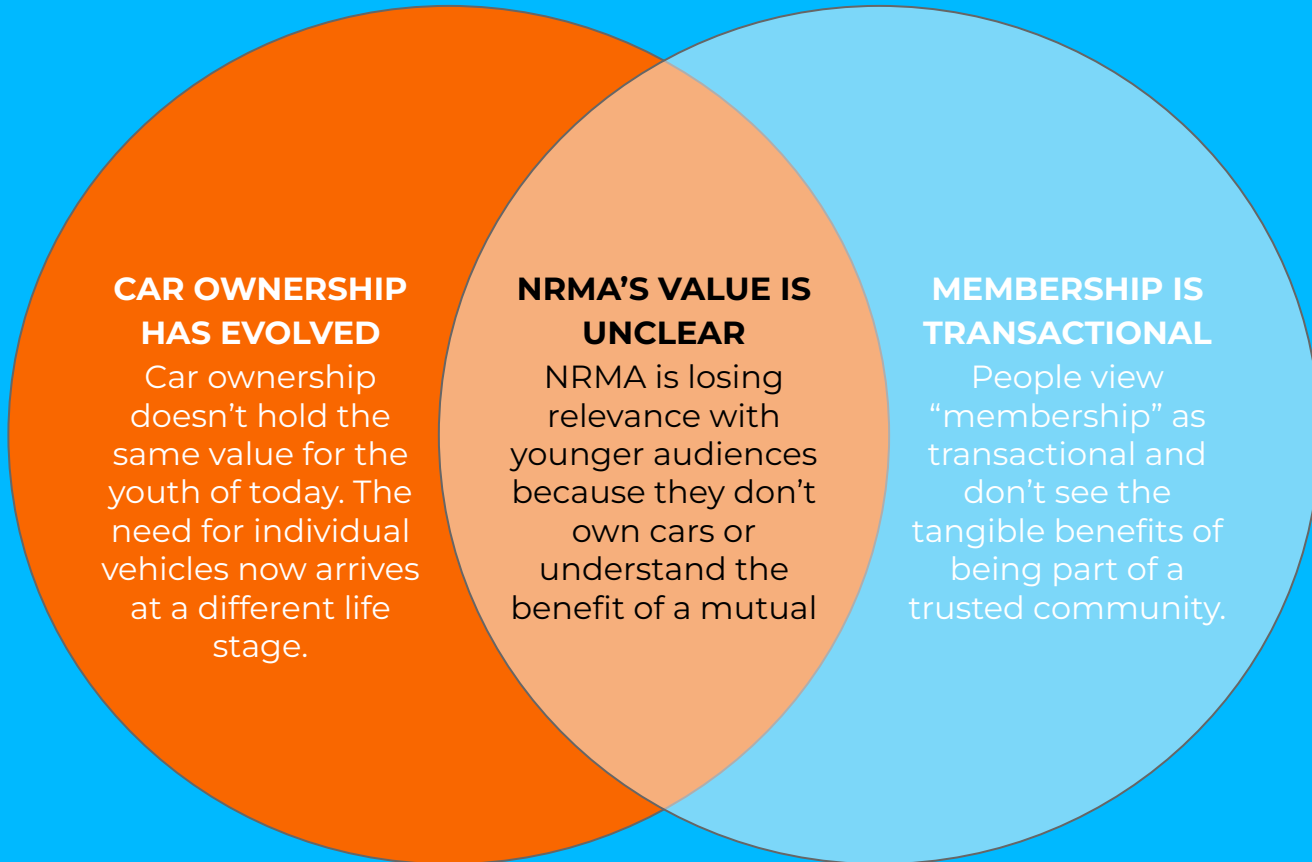 CAR OWNERSHIP
HAS EVOLVED
Car ownership
doesn’t hold the
same value for the
youth of today. The
need for individual
vehicles now arrives
at a different life
stage.
NRMA’S VALUE IS
UNCLEAR
NRMA is losing
relevance with
younger audiences
because they don’t
own cars or
understand the
benefit of a mutual
MEMBERSHIP IS
TRANSACTIONAL
People view
“membership” as
transactional and
don’t see the
tangible benefits of
being part of a
trusted community.